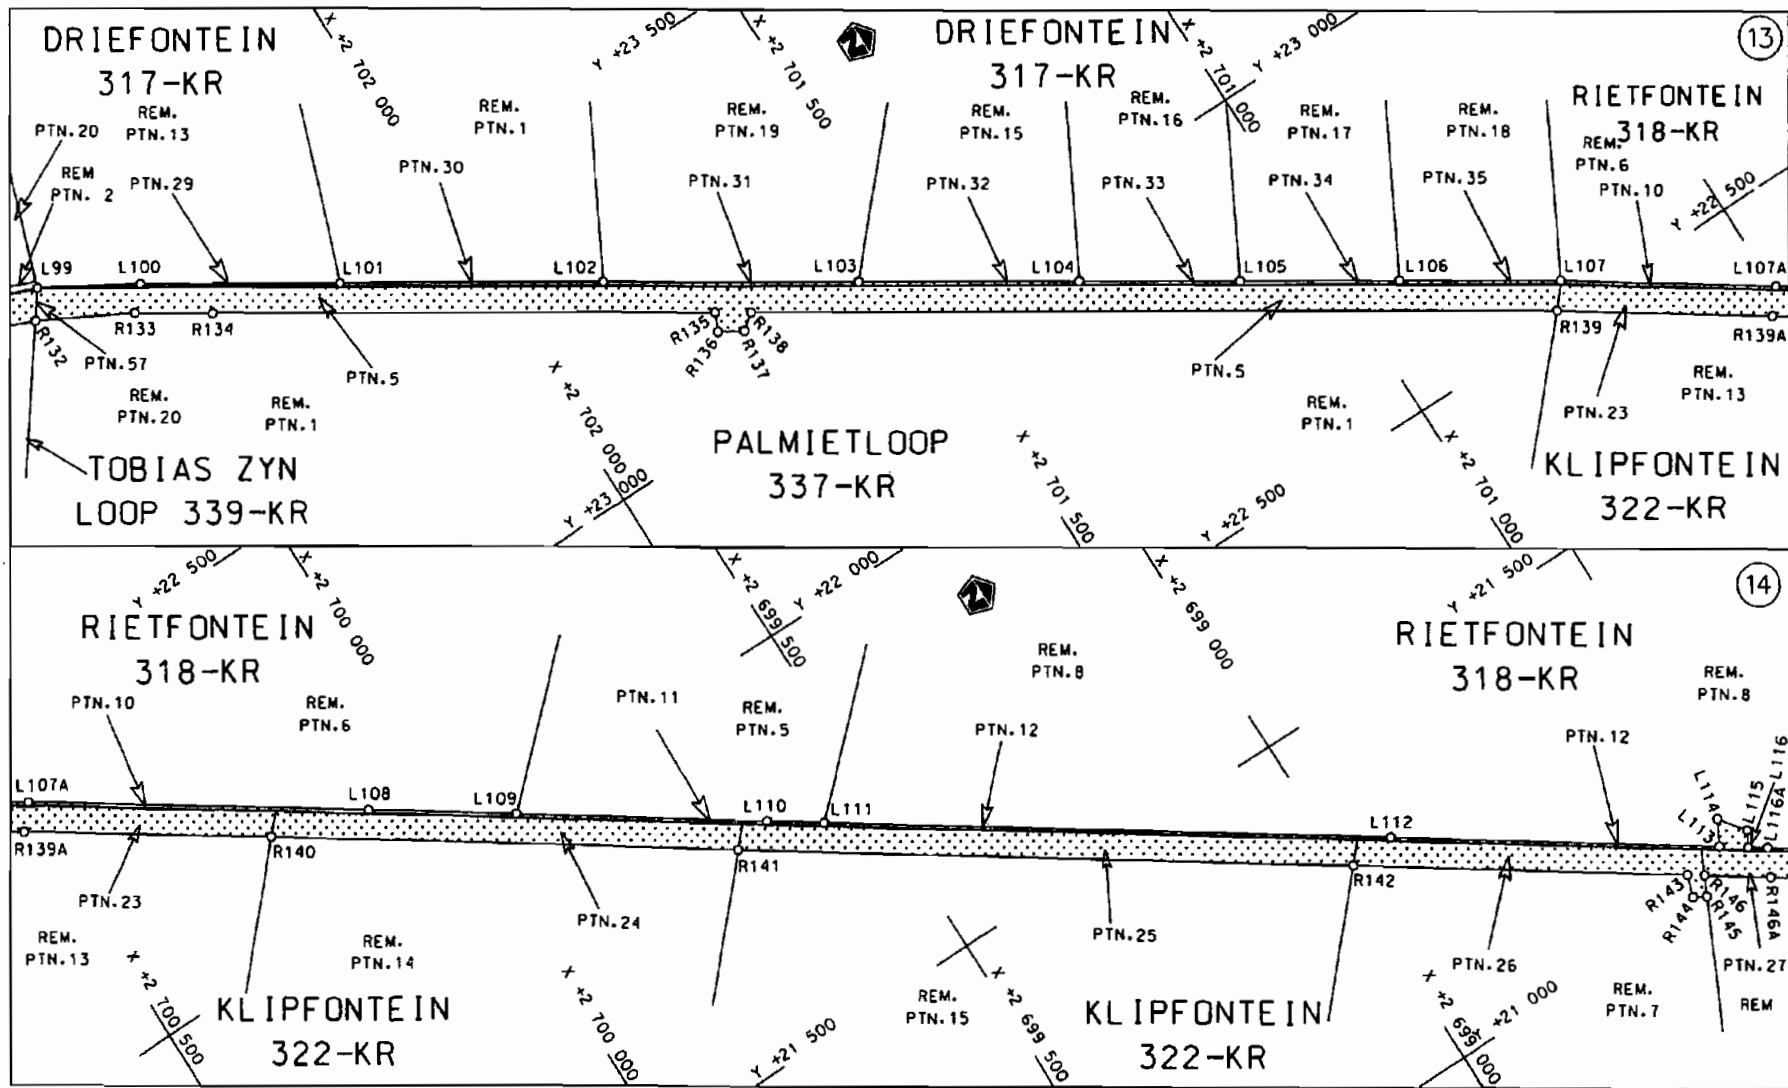 DRIEFONTEIN
317-KR
X +2 702 000
Y +23 500
X +2 701 500
DRIEFONTEIN
317-KR
X +2 701 000
Y +23 000
13
RIETFONTEIN
318-KR
PTN.20
REM.
PTN.13
REM
PTN. 2
PTN.29
REM.
PTN.1
PTN.30
REM.
PTN.19
PTN.31
REM.
PTN.15
PTN.32
REM.
PTN.16
PTN.33
REM.
PTN.17
PTN.34
REM.
PTN.18
PTN.35
REM.
PTN.6
PTN.10
Y +22 500
L99
L100
L101
L102
L103
L104
L105
L106
L107
L107A
R132
R133
R134
R135
R136
R137
R138
R139
R139A
PTN.57
PTN.5
PTN.5
REM.
PTN.20
REM.
PTN.1
X +2 702 000
Y +23 000
REM.
PTN.1
PTN.23
REM.
PTN.13
TOBIAS ZYN
LOOP 339-KR
PALMIETLOOP
337-KR
X +2 701 500
Y +22 500
X +2 701 000
KLIPFONTEIN
322-KR
Y +22 500
X +2 700 000
X +2 699 500
Y +22 000
X +2 699 000
Y +21 500
14
RIETFONTEIN
318-KR
RIETFONTEIN
318-KR
PTN.10
REM.
PTN.6
PTN.11
REM.
PTN.5
REM.
PTN.8
PTN.12
PTN.12
REM.
PTN.8
L107A
L108
L109
L110
L111
L112
L113
L114
L115
L116
L116A
R139A
R140
R141
R142
R143
R144
R145
R146
R146A
PTN.23
PTN.24
PTN.25
PTN.26
PTN.27
REM.
PTN.13
REM.
PTN.14
REM.
PTN.15
REM.
PTN.7
REM
X +2 700 500
KLIPFONTEIN
322-KR
X +2 700 000
Y +21 500
X +2 699 500
KLIPFONTEIN
322-KR
X +2 699 000
Y +21 000